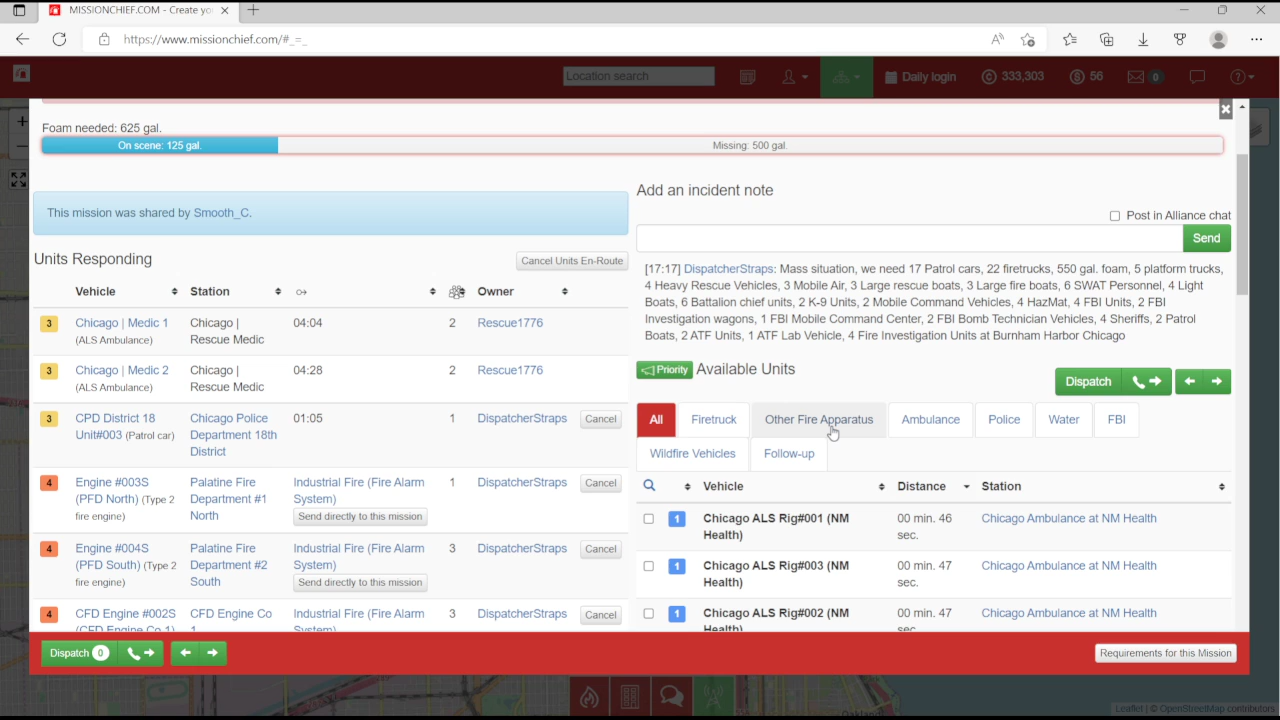 MISSIONCHIEF.COM - Create yo
https://www.missionchief.com/#_=_
Location search
Daily login
333,303
56
0
Foam needed: 625 gal.
On scene: 125 gal.
Missing: 500 gal.
This mission was shared by Smooth_C.
Units Responding
Cancel Units En-Route
Vehicle Station Owner
3 Chicago | Medic 1 (ALS Ambulance) Chicago | Rescue Medic 04:04 2 Rescue1776
3 Chicago | Medic 2 (ALS Ambulance) Chicago | Rescue Medic 04:28 2 Rescue1776
3 CPD District 18 Unit#003 (Patrol car) Chicago Police Department 18th District 01:05 1 DispatcherStraps Cancel
4 Engine #003S (PFD North) (Type 2 fire engine) Palatine Fire Department #1 North Industrial Fire (Fire Alarm System) Send directly to this mission 1 DispatcherStraps Cancel
4 Engine #004S (PFD South) (Type 2 fire engine) Palatine Fire Department #2 South Industrial Fire (Fire Alarm System) Send directly to this mission 3 DispatcherStraps Cancel
4 CFD Engine #002S (CFD Engine Co 1) CFD Engine Co 1 Industrial Fire (Fire Alarm System) 3 DispatcherStraps Cancel
Add an incident note
Post in Alliance chat
Send
[17:17] DispatcherStraps: Mass situation, we need 17 Patrol cars, 22 firetrucks, 550 gal. foam, 5 platform trucks,
4 Heavy Rescue Vehicles, 3 Mobile Air, 3 Large rescue boats, 3 Large fire boats, 6 SWAT Personnel, 4 Light
Boats, 6 Battalion chief units, 2 K-9 Units, 2 Mobile Command Vehicles, 4 HazMat, 4 FBI Units, 2 FBI
Investigation wagons, 1 FBI Mobile Command Center, 2 FBI Bomb Technician Vehicles, 4 Sheriffs, 2 Patrol
Boats, 2 ATF Units, 1 ATF Lab Vehicle, 4 Fire Investigation Units at Burnham Harbor Chicago
Priority Available Units
Dispatch
All Firetruck Other Fire Apparatus Ambulance Police Water FBI
Wildfire Vehicles Follow-up
Vehicle Distance Station
1 Chicago ALS Rig#001 (NM Health) 00 min. 46 sec. Chicago Ambulance at NM Health
1 Chicago ALS Rig#003 (NM Health) 00 min. 47 sec. Chicago Ambulance at NM Health
1 Chicago ALS Rig#002 (NM Health) 00 min. 47 sec. Chicago Ambulance at NM Health
Dispatch 0
Requirements for this Mission
Oakland
Leaflet | © OpenStreetMap contributors